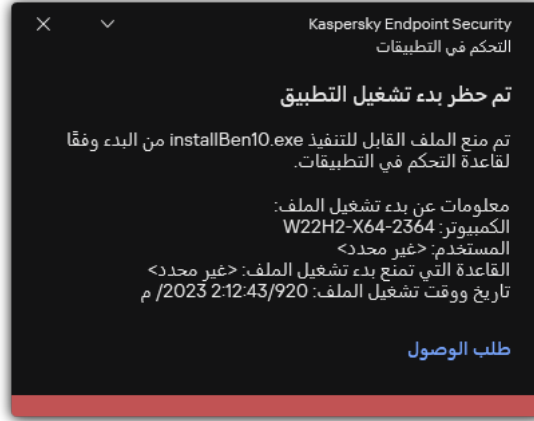 Kaspersky Endpoint Security
التحكم في التطبيقات
تم حظر بدء تشغيل التطبيق
تم منع الملف القابل للتنفيذ installBen10.exe من البدء وفقًا
لقاعدة التحكم في التطبيقات.
معلومات عن بدء تشغيل الملف:
الكمبيوتر: W22H2-X64-2364
المستخدم: <غير محدد>
القاعدة التي تمنع بدء تشغيل الملف: <غير محدد>
تاريخ ووقت تشغيل الملف: 2023 2:12:43/920/ م
طلب الوصول